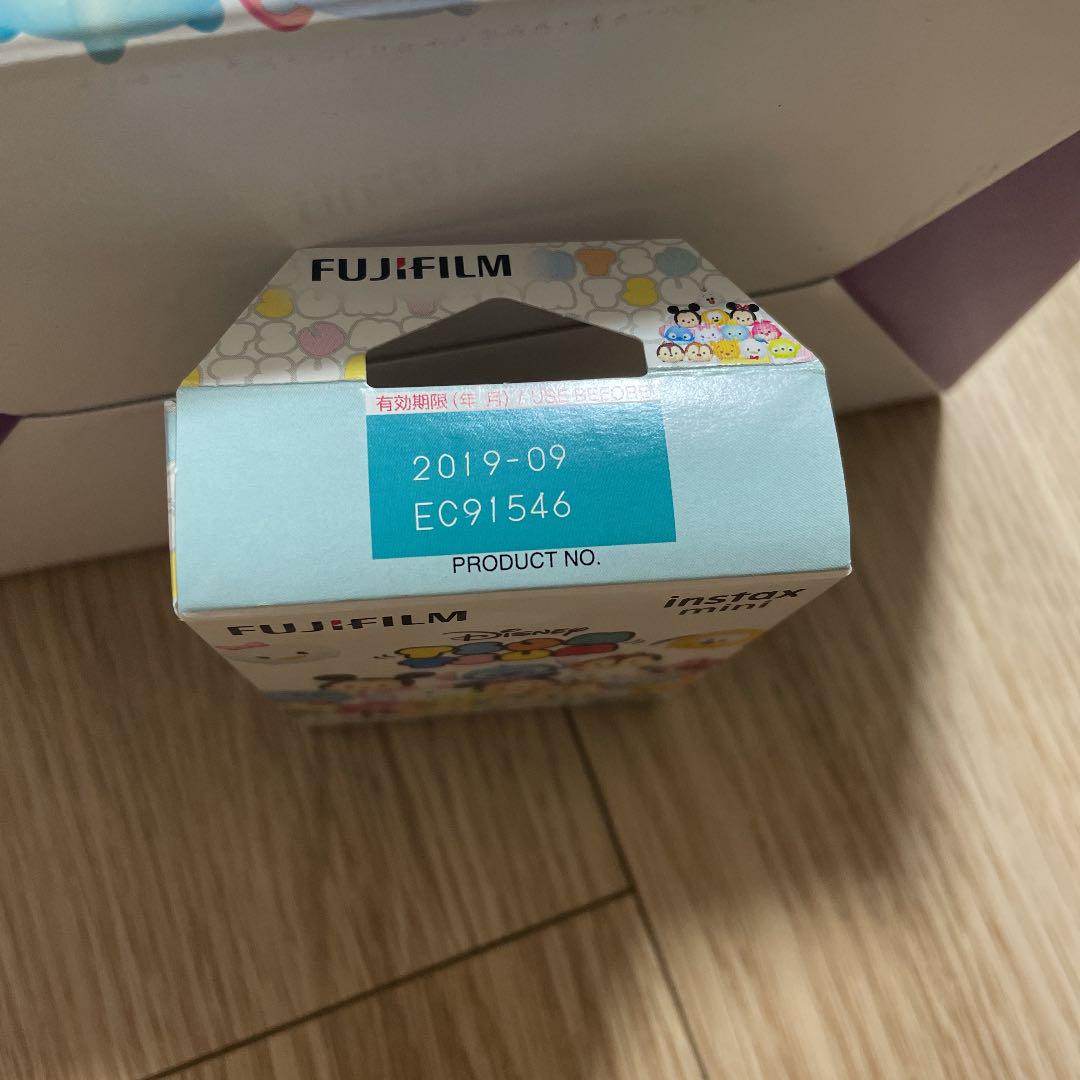 FUJIFILM
有効期限(年 月) / USE BEFORE
2019-09
EC91546
PRODUCT NO.
FUJIFILM
instax
mini
Disney